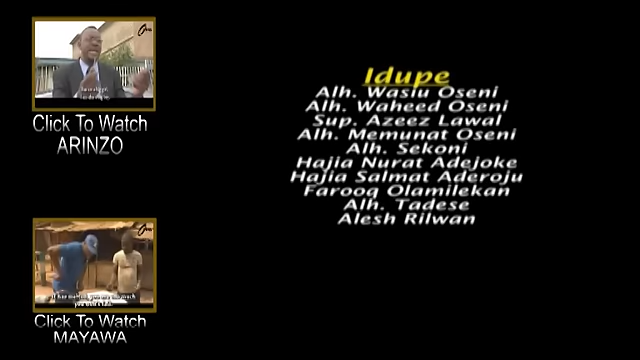 Click To Watch
ARINZO
Click To Watch
MAYAWA
Idupe
Alh. Wasiu Oseni
Alh. Waheed Oseni
Sup. Azeez Lawal
Alh. Memunat Oseni
Alh. Sekoni
Hajia Nurat Adejoke
Hajia Salmat Aderoju
Farooq Olamilekan
Alh. Tadese
Alesh Rilwan